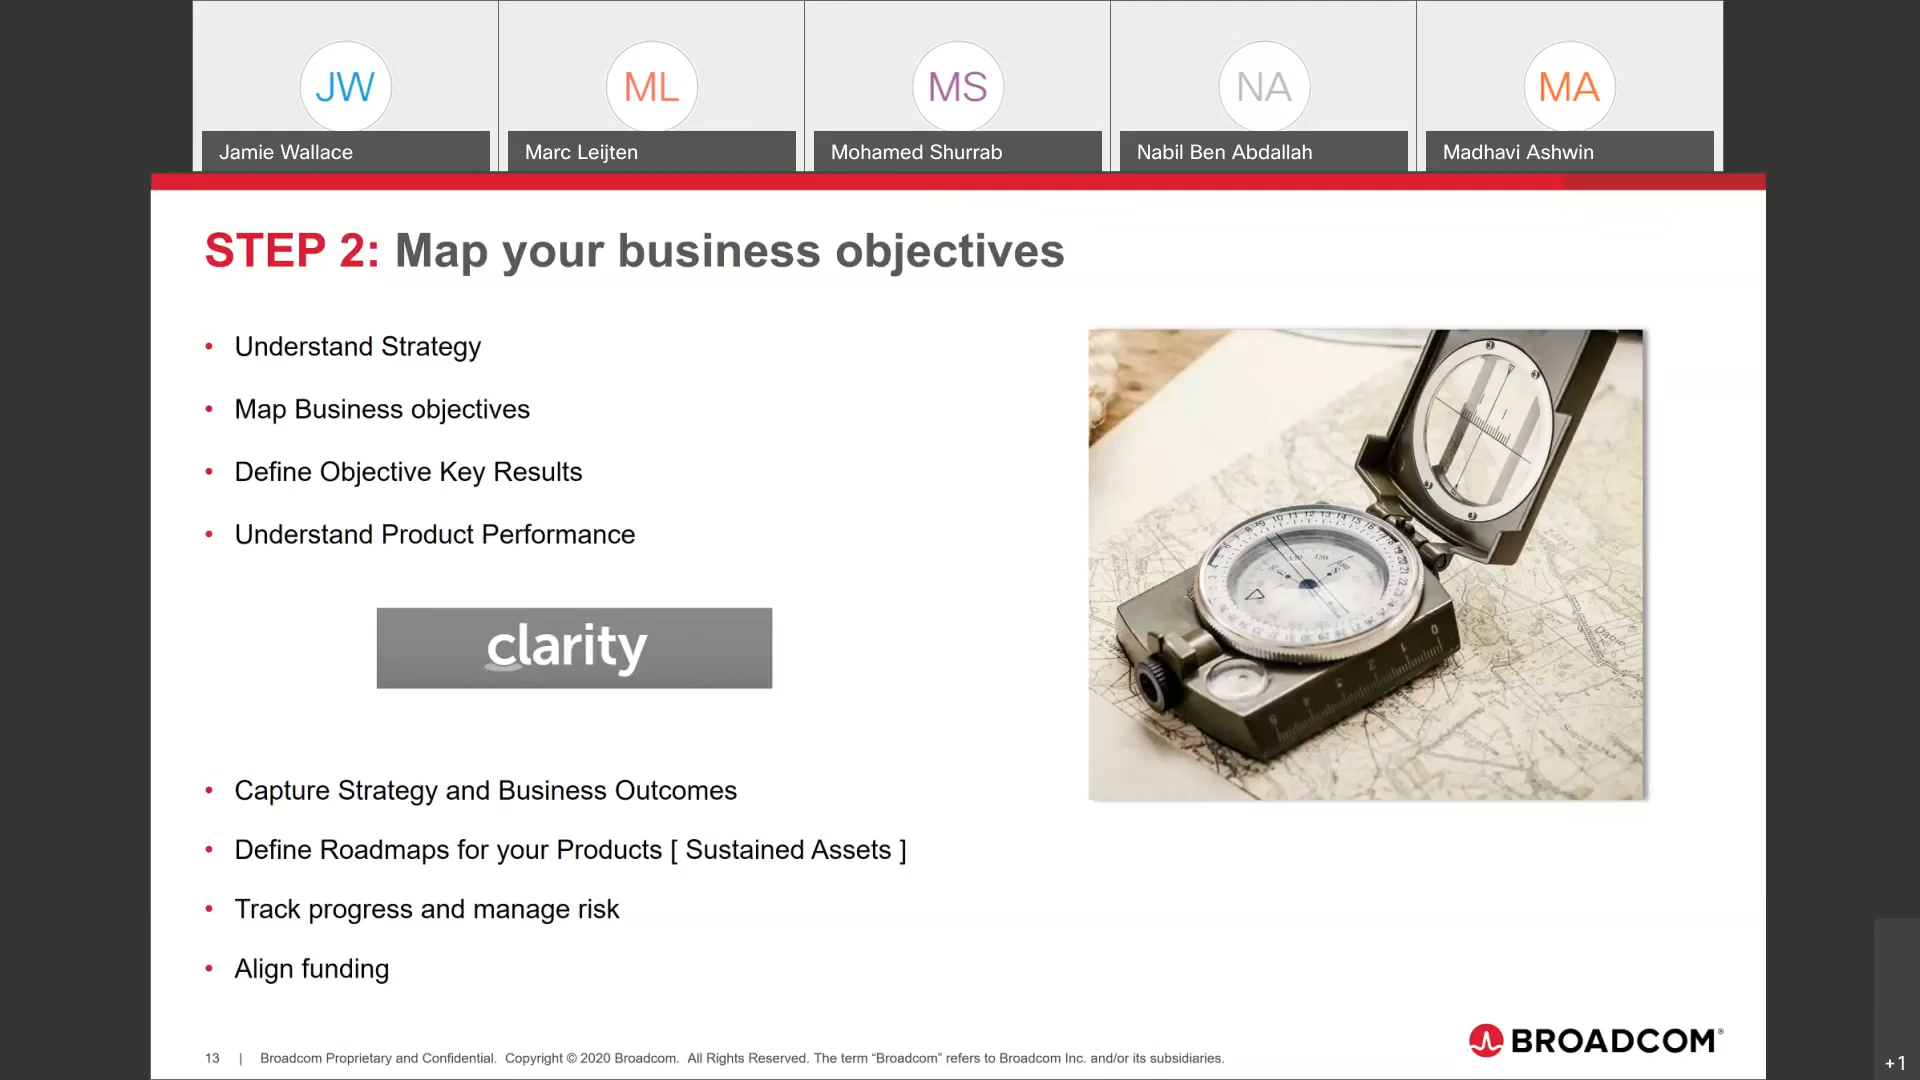 JW
ML
MS
NA
MA
Jamie Wallace
Marc Leijten
Mohamed Shurrab
Nabil Ben Abdallah
Madhavi Ashwin
STEP 2: Map your business objectives
• Understand Strategy
• Map Business objectives
• Define Objective Key Results
• Understand Product Performance
clarity
• Capture Strategy and Business Outcomes
• Define Roadmaps for your Products [ Sustained Assets ]
• Track progress and manage risk
• Align funding
BROADCOM®
13 | Broadcom Proprietary and Confidential. Copyright © 2020 Broadcom. All Rights Reserved. The term “Broadcom” refers to Broadcom Inc. and/or its subsidiaries.
+1